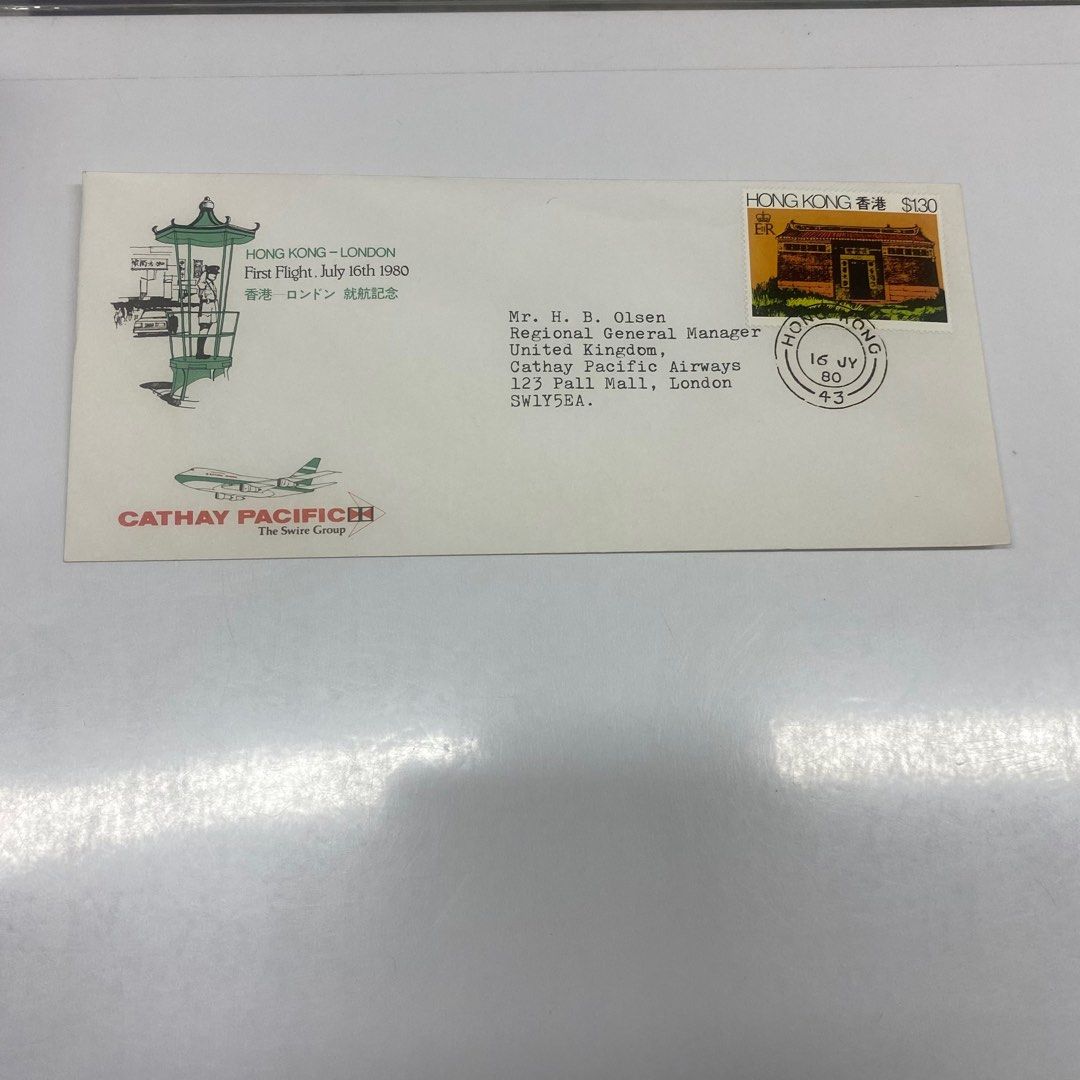 HONG KONG 香港 $1.30
E II R
HONG KONG – LONDON
First Flight. July 16th 1980
香港—ロンドン 就航記念
Mr. H. B. Olsen
Regional General Manager
United Kingdom,
Cathay Pacific Airways
123 Pall Mall, London
SW1Y5EA.
HONG KONG
16 JY
80
43
CATHAY PACIFIC
The Swire Group